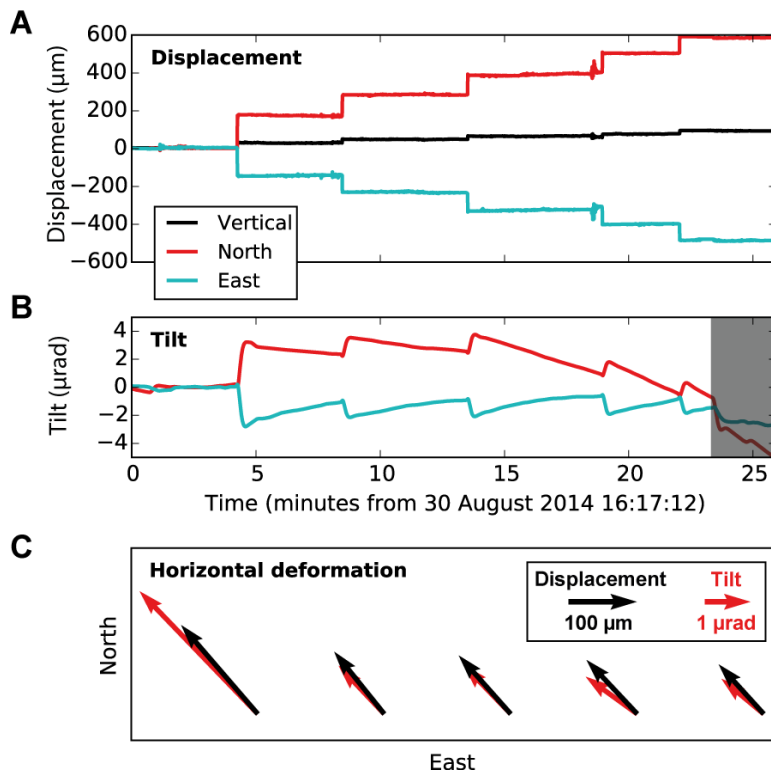 A
Displacement
Displacement (µm)
600
400
200
0
−200
−400
−600
Vertical
North
East
B
Tilt
Tilt (µrad)
4
2
0
−2
−4
0 5 10 15 20 25
Time (minutes from 30 August 2014 16:17:12)
C
Horizontal deformation
Displacement Tilt
100 µm 1 µrad
North
East